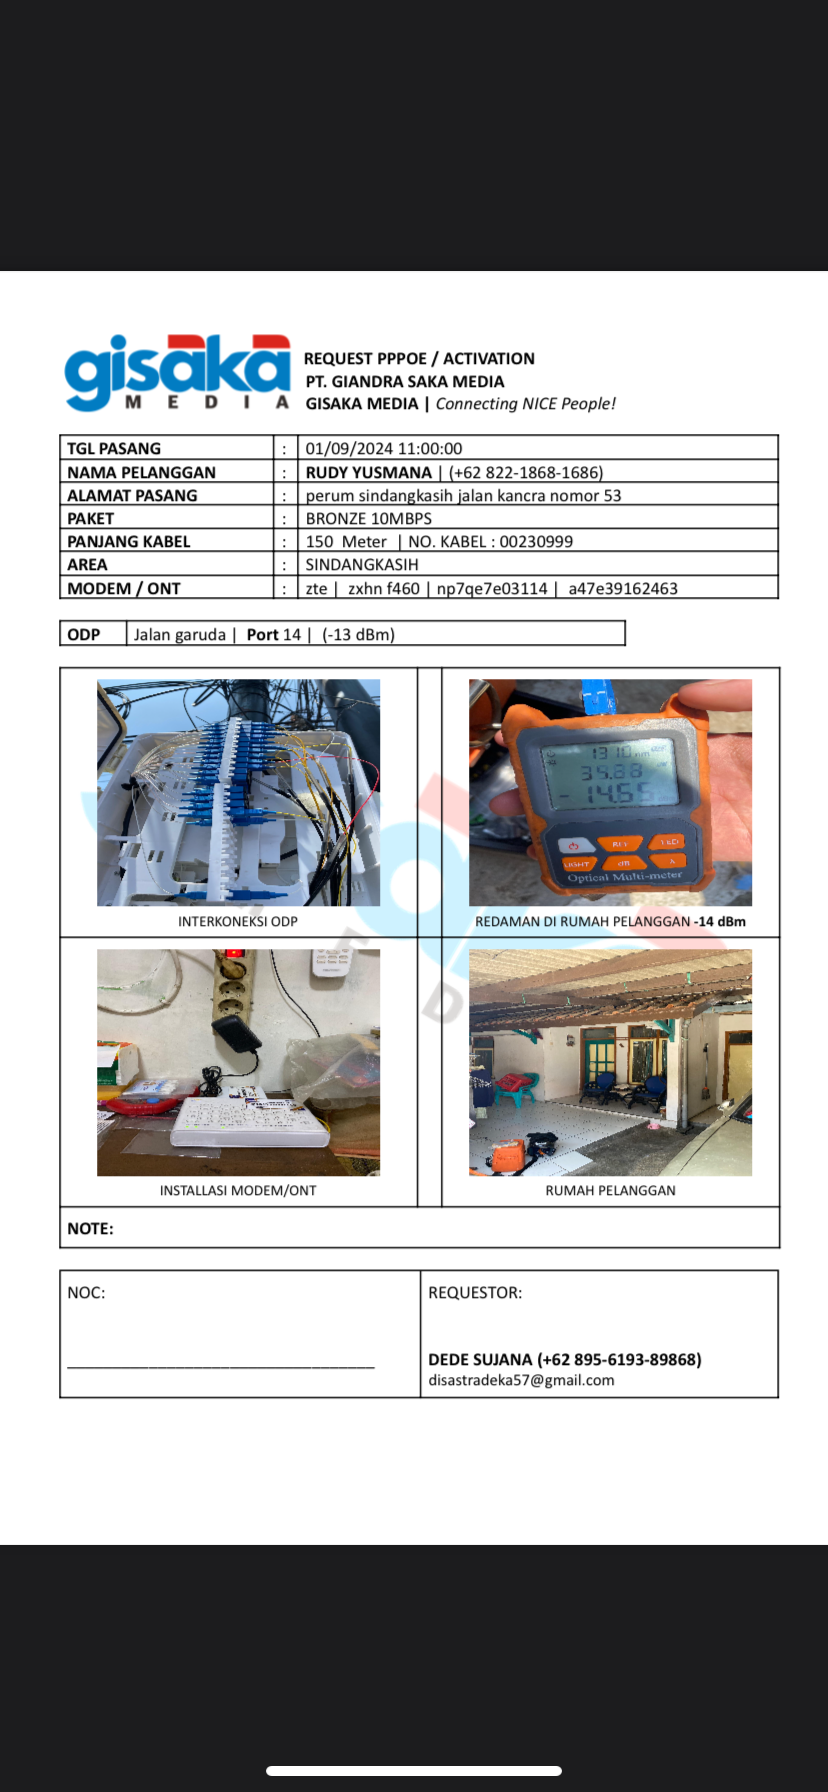 gisaka
MEDIA
REQUEST PPPOE / ACTIVATION
PT. GIANDRA SAKA MEDIA
GISAKA MEDIA | Connecting NICE People!
TGL PASANG : 01/09/2024 11:00:00
NAMA PELANGGAN : RUDY YUSMANA | (+62 822-1868-1686)
ALAMAT PASANG : perum sindangkasih jalan kancra nomor 53
PAKET : BRONZE 10MBPS
PANJANG KABEL : 150 Meter | NO. KABEL : 00230999
AREA : SINDANGKASIH
MODEM / ONT : zte | zxhn f460 | np7qe7e03114 | a47e39162463
ODP Jalan garuda | Port 14 | (-13 dBm)
1310 nm
35.88
-14.65
REF
LIGHT dB λ
Optical Multi-meter
INTERKONEKSI ODP
REDAMAN DI RUMAH PELANGGAN -14 dBm
INSTALLASI MODEM/ONT
RUMAH PELANGGAN
NOTE:
NOC:
REQUESTOR:
DEDE SUJANA (+62 895-6193-89868)
disastradeka57@gmail.com